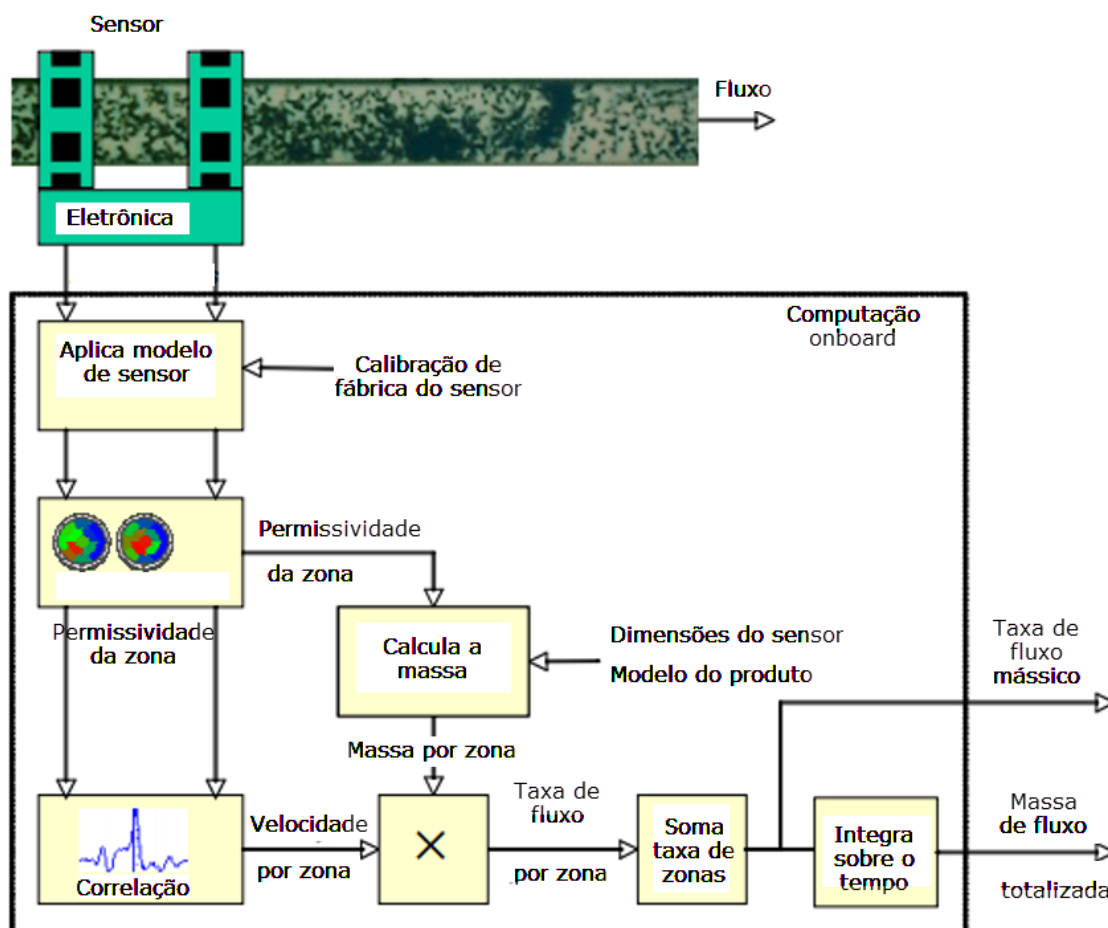 Sensor
Fluxo
Eletrônica
Computação
onboard
Aplica modelo
de sensor
Calibração de
fábrica do sensor
Permissividade
da zona
Permissividade
da zona
Calcula a
massa
Dimensões do sensor
Modelo do produto
Taxa de
fluxo
mássico
Massa por zona
Correlação
Velocidade
por zona
×
Taxa de
fluxo
por zona
Soma
taxa de
zonas
Integra
sobre o
tempo
Massa
de fluxo
totalizada